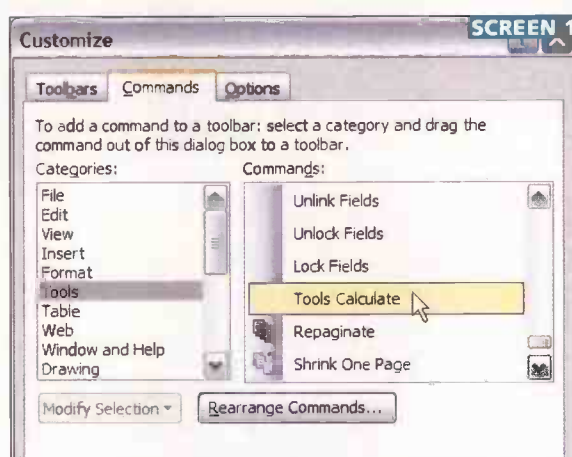 SCREEN 1
Customize
Toolbars Commands Options
To add a command to a toolbar: select a category and drag the
command out of this dialog box to a toolbar.
Categories: Commands:
File
Edit
View
Insert
Format
Tools
Table
Web
Window and Help
Drawing
Unlink Fields
Unlock Fields
Lock Fields
Tools Calculate
Repaginate
Shrink One Page
Modify Selection Rearrange Commands...